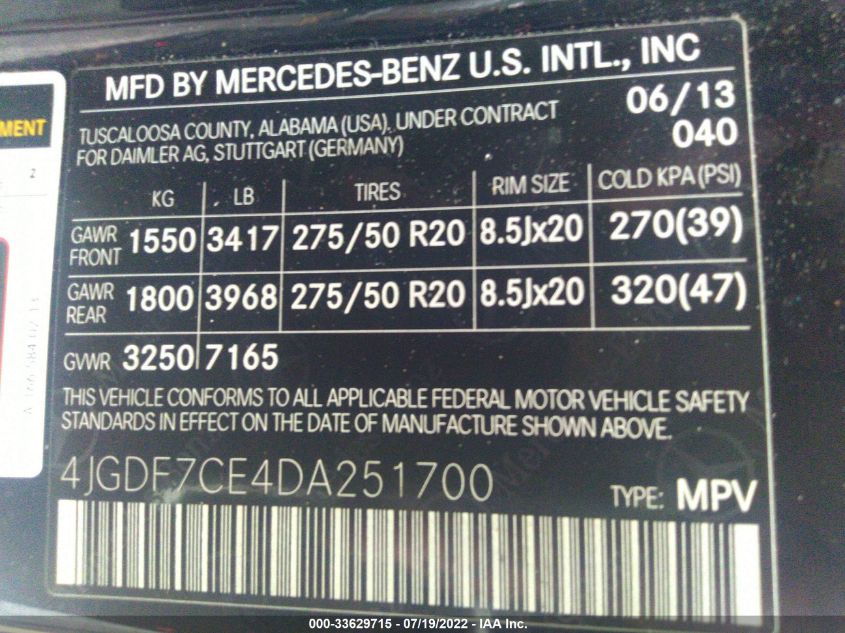 MFD BY MERCEDES-BENZ U.S. INTL., INC
TUSCALOOSA COUNTY, ALABAMA (USA), UNDER CONTRACT
FOR DAIMLER AG, STUTTGART (GERMANY)
06/13
040
KG LB TIRES RIM SIZE COLD KPA (PSI)
GAWR FRONT 1550 3417 275/50 R20 8.5Jx20 270(39)
GAWR REAR 1800 3968 275/50 R20 8.5Jx20 320(47)
GVWR 3250 7165
THIS VEHICLE CONFORMS TO ALL APPLICABLE FEDERAL MOTOR VEHICLE SAFETY
STANDARDS IN EFFECT ON THE DATE OF MANUFACTURE SHOWN ABOVE.
4JGDF7CE4DA251700
TYPE: MPV
MENT
2
000-33629715 - 07/19/2022 - IAA Inc.